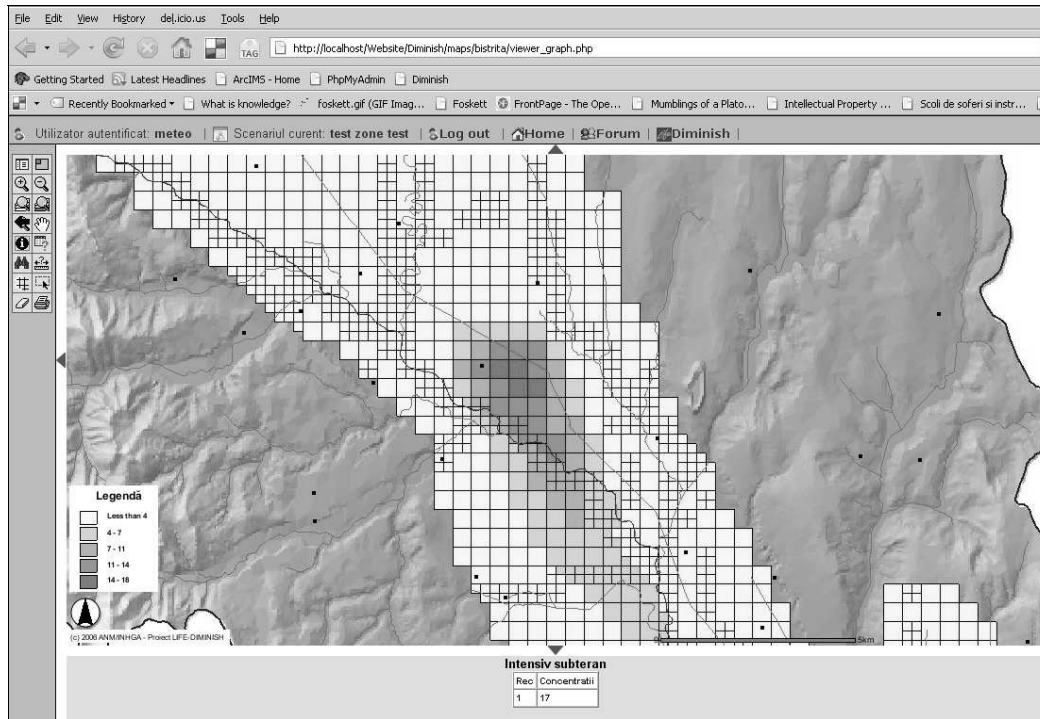 File Edit View History del.icio.us Tools Help
TAG http://localhost/Website/Diminish/maps/bistrita/viewer_graph.php
Getting Started Latest Headlines ArcIMS - Home PhpMyAdmin Diminish
Recently Bookmarked What is knowledge? foskett.gif (GIF Imag... Foskett FrontPage - The Ope... Mumblings of a Plato... Intellectual Property ... Scoli de soferi si instr...
Utilizator autentificat: meteo | Scenariul curent: test zone test | Log out | Home | Forum | Diminish |
Legendă
Less than 4
4 - 7
7 - 11
11 - 14
14 - 18
(c) 2006 ANM/INHGA - Proiect LIFE-DIMINISH
0 5km
Intensiv subteran
Rec Concentratii
1 17